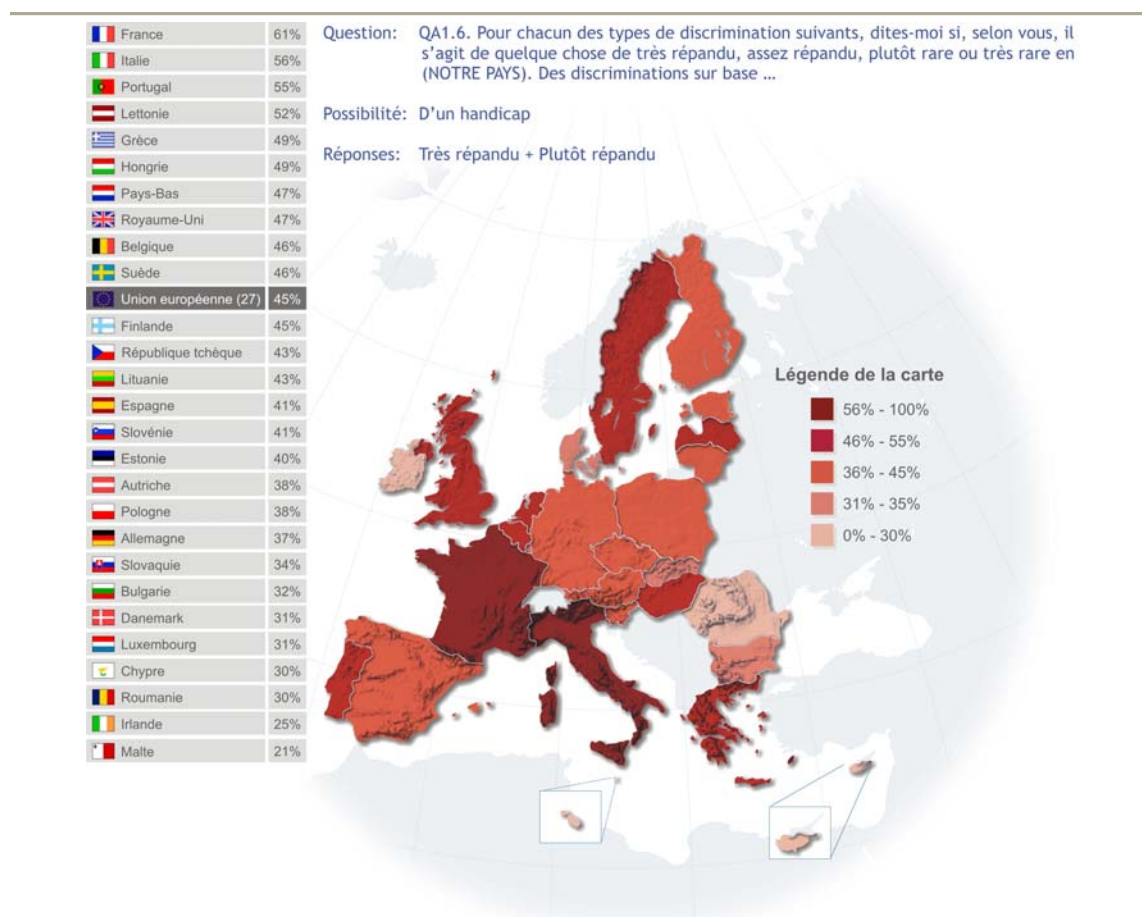 France 61%
Italie 56%
Portugal 55%
Lettonie 52%
Grèce 49%
Hongrie 49%
Pays-Bas 47%
Royaume-Uni 47%
Belgique 46%
Suède 46%
Union européenne (27) 45%
Finlande 45%
République tchèque 43%
Lituanie 43%
Espagne 41%
Slovénie 41%
Estonie 40%
Autriche 38%
Pologne 38%
Allemagne 37%
Slovaquie 34%
Bulgarie 32%
Danemark 31%
Luxembourg 31%
Chypre 30%
Roumanie 30%
Irlande 25%
Malte 21%
Question: QA1.6. Pour chacun des types de discrimination suivants, dites-moi si, selon vous, il
s’agit de quelque chose de très répandu, assez répandu, plutôt rare ou très rare en
(NOTRE PAYS). Des discriminations sur base …
Possibilité: D’un handicap
Réponses: Très répandu + Plutôt répandu
Légende de la carte
56% - 100%
46% - 55%
36% - 45%
31% - 35%
0% - 30%